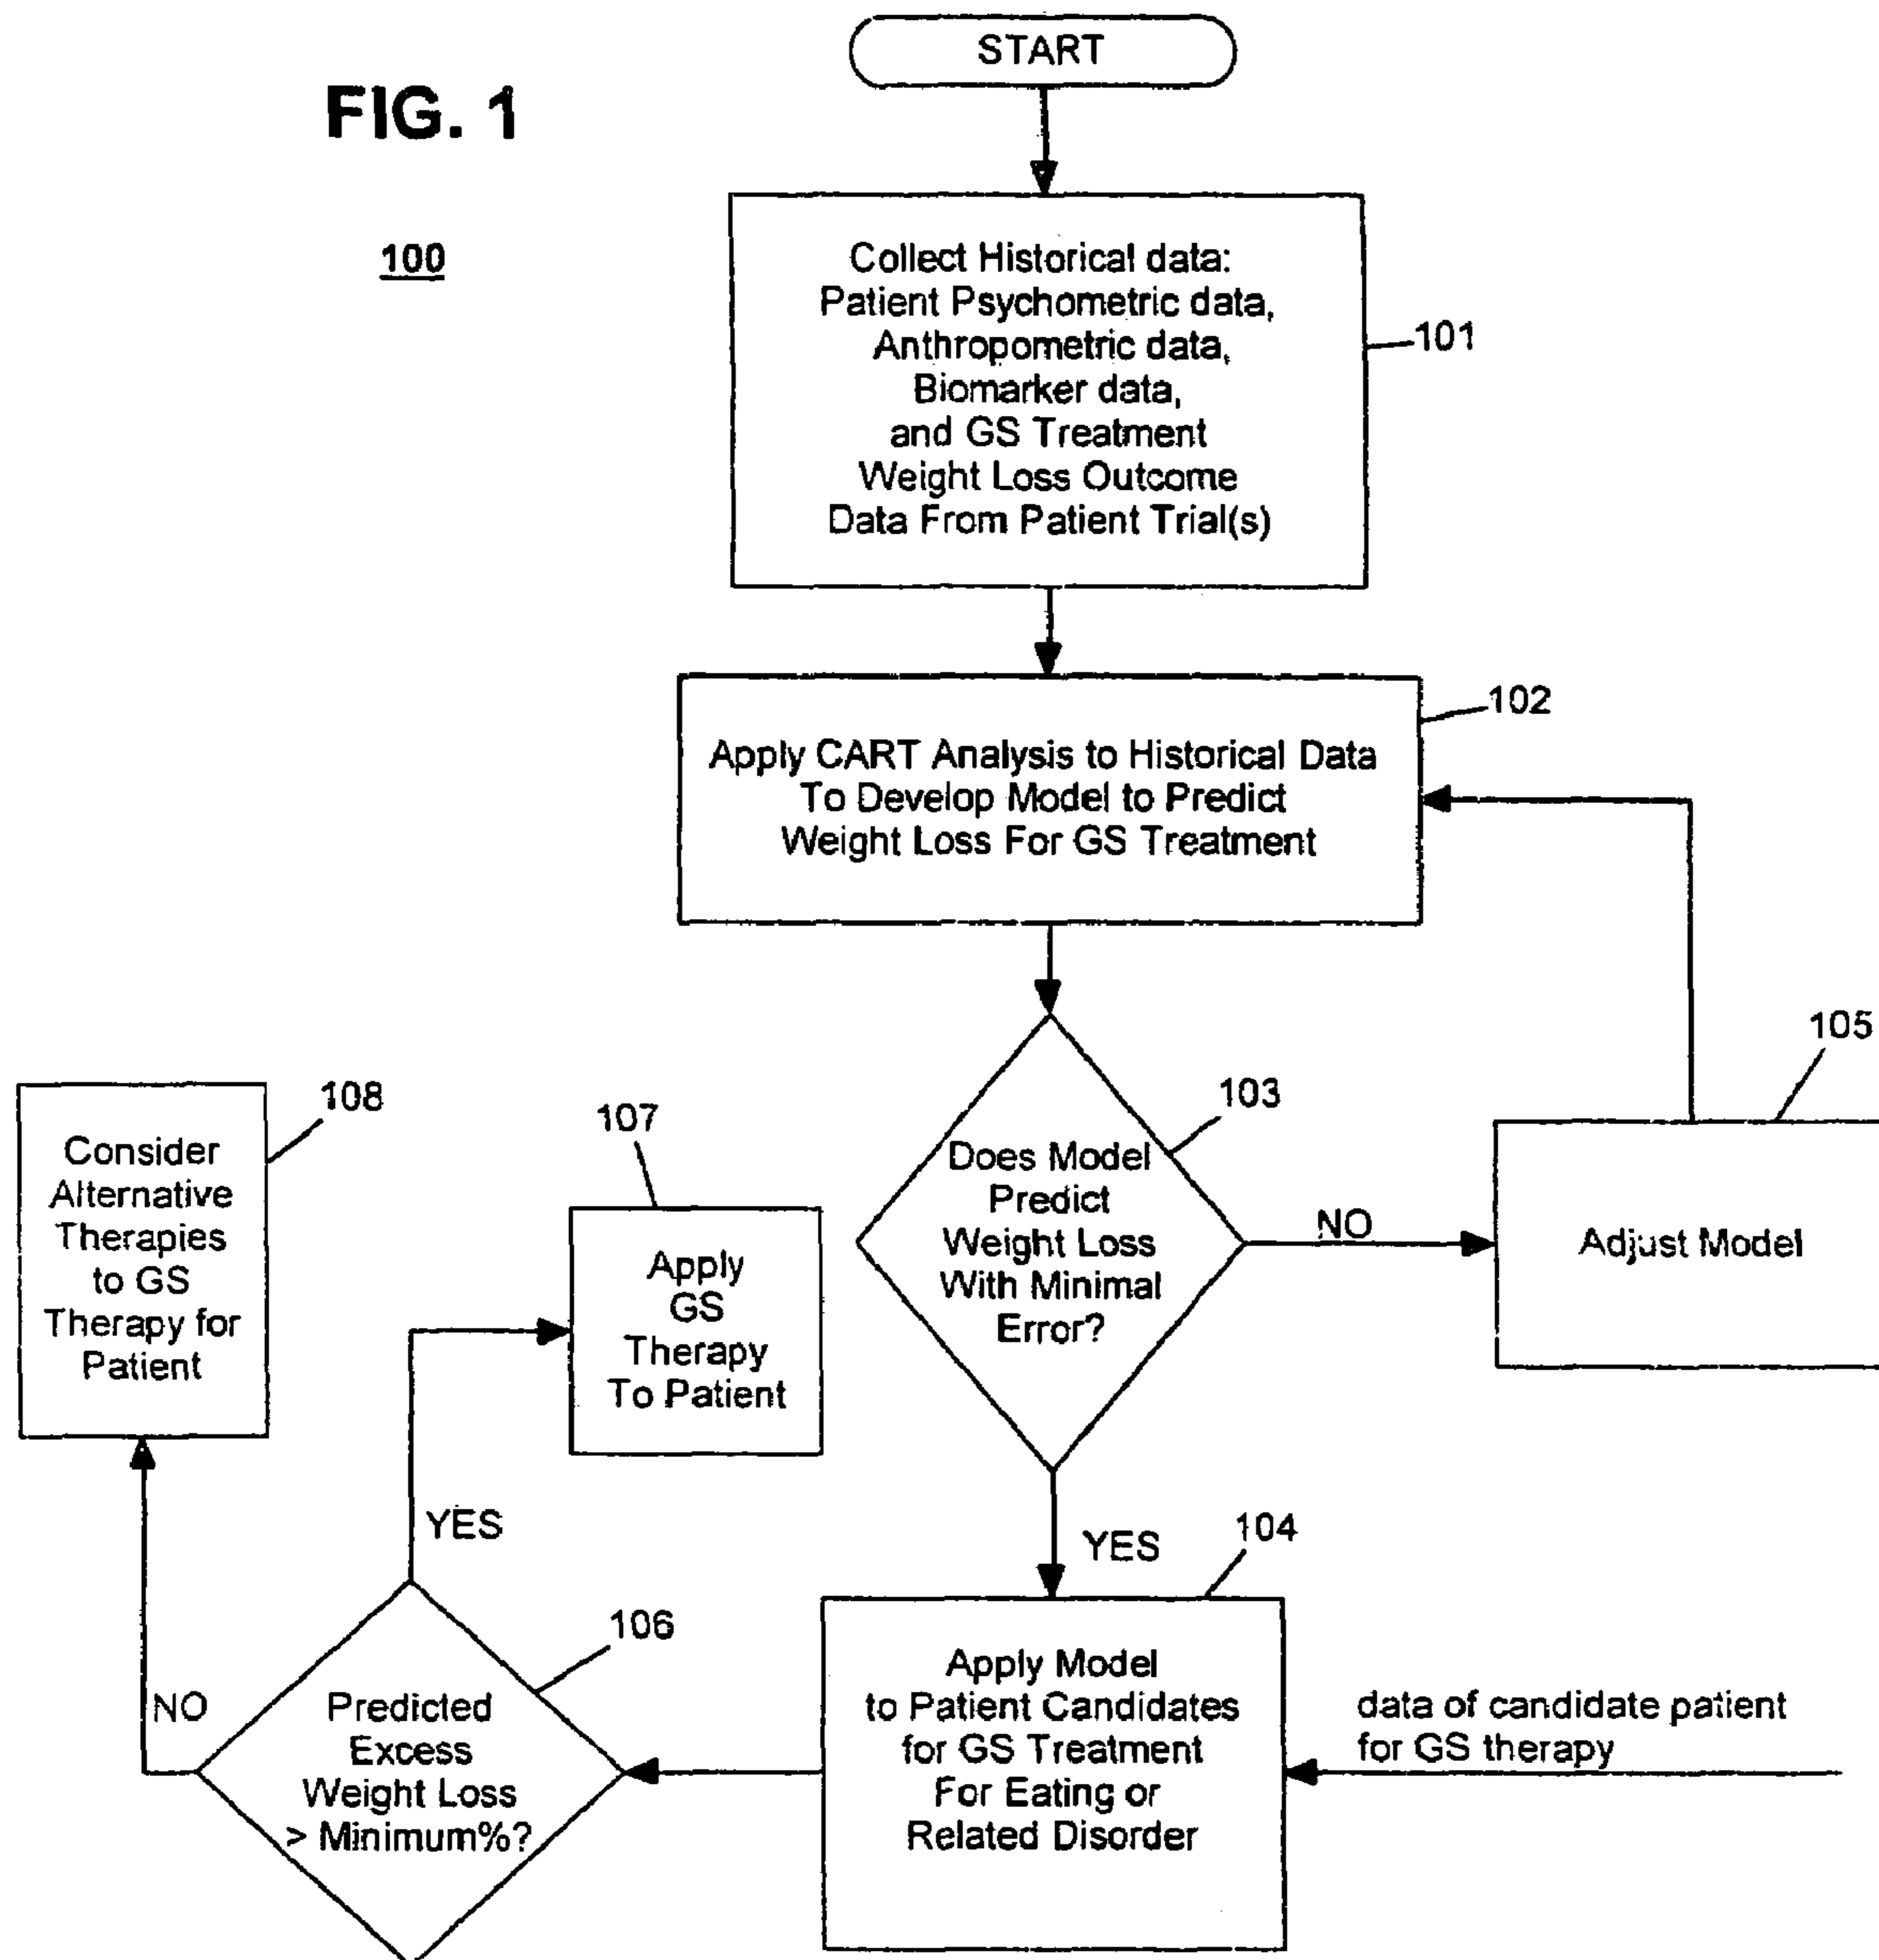 START
FIG. 1
100
Collect Historical data:
Patient Psychometric data,
Anthropometric data,
Biomarker data,
and GS Treatment
Weight Loss Outcome
Data From Patient Trial(s)
101
102
Apply CART Analysis to Historical Data
To Develop Model to Predict
Weight Loss For GS Treatment
103
Does Model
Predict
Weight Loss
With Minimal
Error?
NO
105
Adjust Model
108
Consider
Alternative
Therapies
to GS
Therapy for
Patient
107
Apply
GS
Therapy
To Patient
YES
YES
104
Apply Model
to Patient Candidates
for GS Treatment
For Eating or
Related Disorder
data of candidate patient
for GS therapy
106
Predicted
Excess
Weight Loss
> Minimum%?
NO